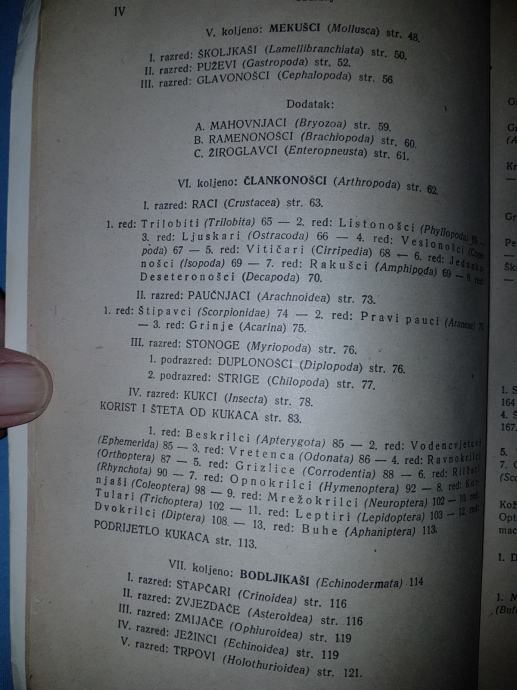 IV
V. koljeno: MEKUŠCI (Mollusca) str. 48.
I. razred: ŠKOLJKAŠI (Lamellibranchiata) str. 50.
II. razred: PUŽEVI (Gastropoda) str. 52.
III. razred: GLAVONOŠCI (Cephalopoda) str. 56
Dodatak:
A. MAHOVNJACI (Bryozoa) str. 59.
B. RAMENONOŠCI (Brachiopoda) str. 60.
C. ŽIROGLAVCI (Enteropneusta) str. 61.
VI. koljeno: ČLANKONOŠCI (Arthropoda) str. 62.
I. razred: RACI (Crustacea) str. 63.
1. red: Trilobiti (Trilobita) 65 — 2. red: Listonošci (Phyllopoda)
3. red: Ljuskari (Ostracoda) 66 — 4. red: Veslonošci
poda) 67 — 5. red: Vitičari (Cirripedia) 68 — 6. red:
nošci (Isopoda) 69 — 7. red: Rakušci (Amphipoda) 69 — 8. red:
Deseteronošci (Decapoda) 70.
II. razred: PAUČNJACI (Arachnoidea) str. 73.
1. red: Štipavci (Scorpionidae) 74 — 2. red: Pravi pauci
— 3. red: Grinje (Acarina) 75.
III. razred: STONOGE (Myriopoda) str. 76.
1. podrazred: DUPLONOŠCI (Diplopoda) str. 76.
2. podrazred: STRIGE (Chilopoda) str. 77.
IV. razred: KUKCI (Insecta) str. 78.
KORIST I ŠTETA OD KUKACA str. 83.
1. red: Beskrilci (Apterygota) 85 — 2. red: Vodencvjetovi
(Ephemerida) 85 — 3. red: Vretenca (Odonata) 86 — 4. red: Ravnokrilci
(Orthoptera) 87 — 5. red: Grizlice (Corrodentia) 88 — 6. red:
(Rhynchota) 90 — 7. red: Opnokrilci (Hymenoptera) 92 — 8. red:
njaši (Coleoptera) 98 — 9. red: Mrežokrilci (Neuroptera) 102 — 10. red:
Tulari (Trichoptera) 102 — 11. red: Leptiri (Lepidoptera) 103 — 12. red:
Dvokrilci (Diptera) 108 — 13. red: Buhe (Aphaniptera) 113.
PODRIJETLO KUKACA str. 113.
VII. koljeno: BODLJIKAŠI (Echinodermata) 114
I. razred: STAPČARI (Crinoidea) str. 116
II. razred: ZVJEZDAČE (Asteroidea) str. 116
III. razred: ZMIJAČE (Ophiuroidea) str. 119
IV. razred: JEŽINCI (Echinoidea) str. 119
V. razred: TRPOVI (Holothurioidea) str. 121.